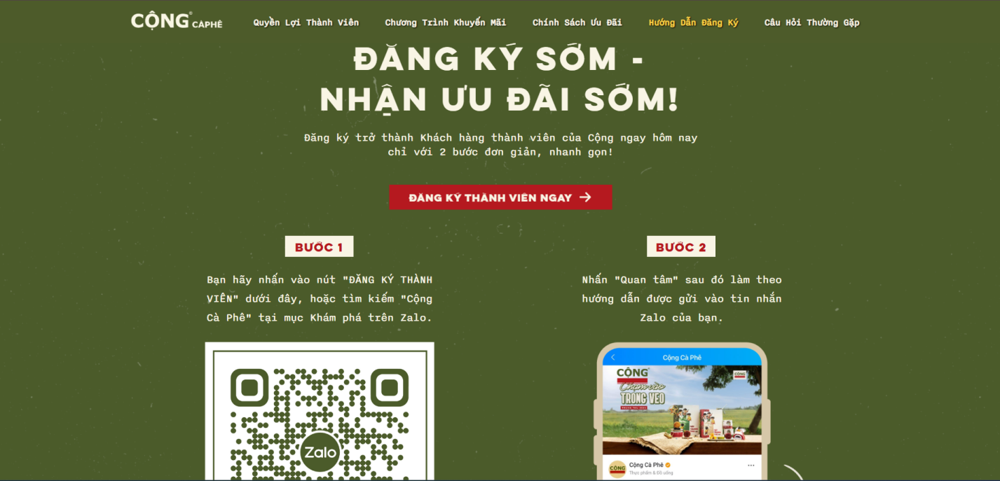 CỘNG® CÀPHÊ
Quyền Lợi Thành Viên
Chương Trình Khuyến Mãi
Chính Sách Ưu Đãi
Hướng Dẫn Đăng Ký
Câu Hỏi Thường Gặp
ĐĂNG KÝ SỚM -
NHẬN ƯU ĐÃI SỚM!
Đăng ký trở thành Khách hàng thành viên của Cộng ngay hôm nay
chỉ với 2 bước đơn giản, nhanh gọn!
ĐĂNG KÝ THÀNH VIÊN NGAY →
BƯỚC 1
Bạn hãy nhấn vào nút "ĐĂNG KÝ THÀNH
VIÊN" dưới đây, hoặc tìm kiếm "Cộng
Cà Phê" tại mục Khám phá trên Zalo.
Zalo
BƯỚC 2
Nhấn "Quan tâm" sau đó làm theo
hướng dẫn được gửi vào tin nhắn
Zalo của bạn.
Cộng Cà Phê
CỘNG
CỘNG
Chạm vào
TRONG VEO
CỘNG
Cộng Cà Phê
Thực phẩm & Đồ uống